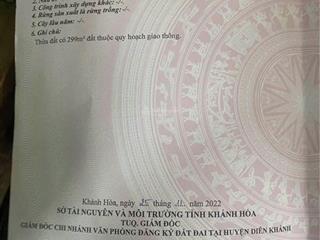 3. Công trình xây dựng khác: -/-
4. Rừng sản xuất là rừng trồng: -/-
5. Cây lâu năm: -/-
6. Ghi chú:
Thửa đất có 299m² đất thuộc quy hoạch giao thông.
Khánh Hòa, ngày 25 tháng 11 năm 2022
SỞ TÀI NGUYÊN VÀ MÔI TRƯỜNG TỈNH KHÁNH HÒA
TUQ. GIÁM ĐỐC
GIÁM ĐỐC CHI NHÁNH VĂN PHÒNG ĐĂNG KÝ ĐẤT ĐAI TẠI HUYỆN DIÊN KHÁNH